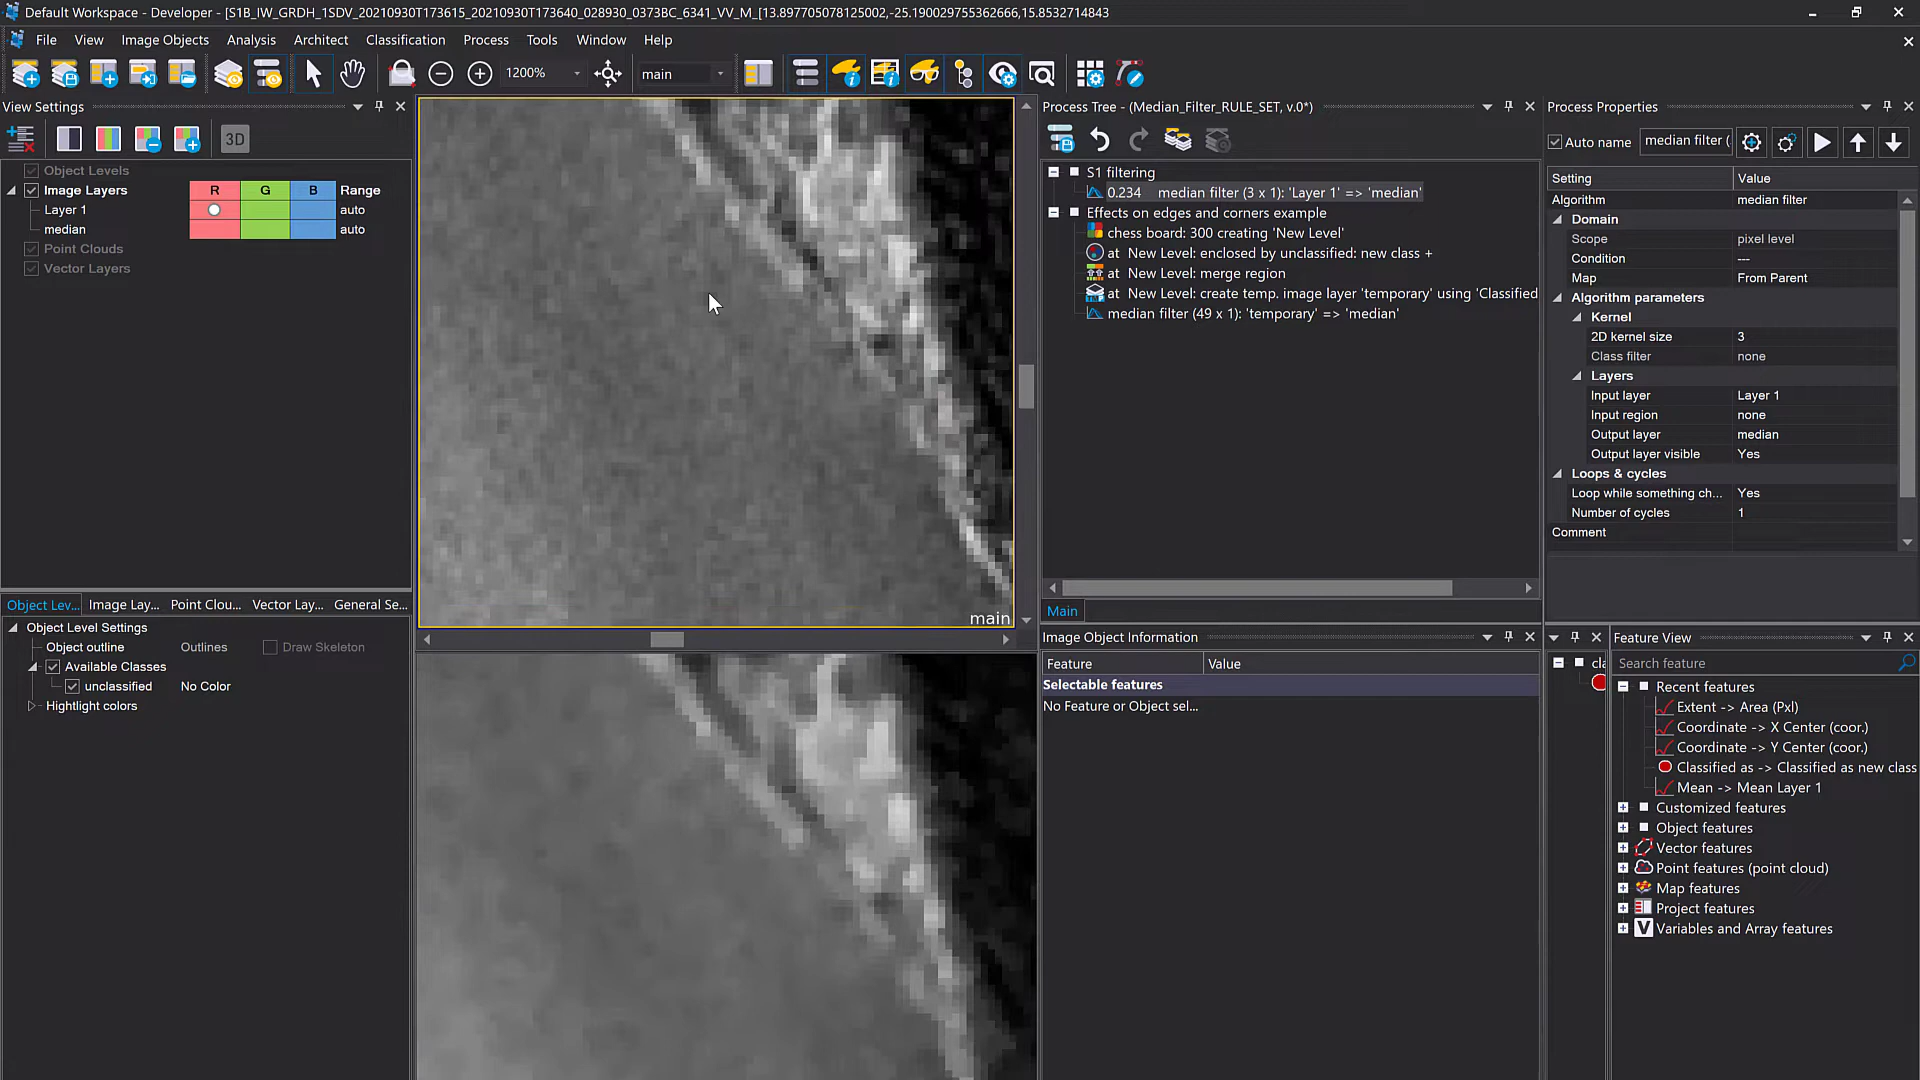 Default Workspace - Developer - [S1B_IW_GRDH_1SDV_20210930T173615_20210930T173640_028930_0373BC_6341_VV_M_[13.897705078125002,-25.190029755362666,15.8532714843
File View Image Objects Analysis Architect Classification Process Tools Window Help
1200% main
View Settings
3D
Object Levels
Image Layers R G B Range
Layer 1 auto
median auto
Point Clouds
Vector Layers
Object Lev... Image Lay... Point Clou... Vector Lay... General Se...
Object Level Settings
Object outline Outlines Draw Skeleton
Available Classes
unclassified No Color
Hightlight colors
main
Process Tree - (Median_Filter_RULE_SET, v.0*)
S1 filtering
0.234 median filter (3 x 1): 'Layer 1' => 'median'
Effects on edges and corners example
chess board: 300 creating 'New Level'
at New Level: enclosed by unclassified: new class +
at New Level: merge region
at New Level: create temp. image layer 'temporary' using 'Classified
median filter (49 x 1): 'temporary' => 'median'
Main
Process Properties
Auto name median filter (
Setting Value
Algorithm median filter
Domain
Scope pixel level
Condition ---
Map From Parent
Algorithm parameters
Kernel
2D kernel size 3
Class filter none
Layers
Input layer Layer 1
Input region none
Output layer median
Output layer visible Yes
Loops & cycles
Loop while something ch... Yes
Number of cycles 1
Comment
Image Object Information
Feature Value
Selectable features
No Feature or Object sel...
cla
Feature View
Search feature
Recent features
Extent -> Area (Pxl)
Coordinate -> X Center (coor.)
Coordinate -> Y Center (coor.)
Classified as -> Classified as new class
Mean -> Mean Layer 1
Customized features
Object features
Vector features
Point features (point cloud)
Map features
Project features
V Variables and Array features